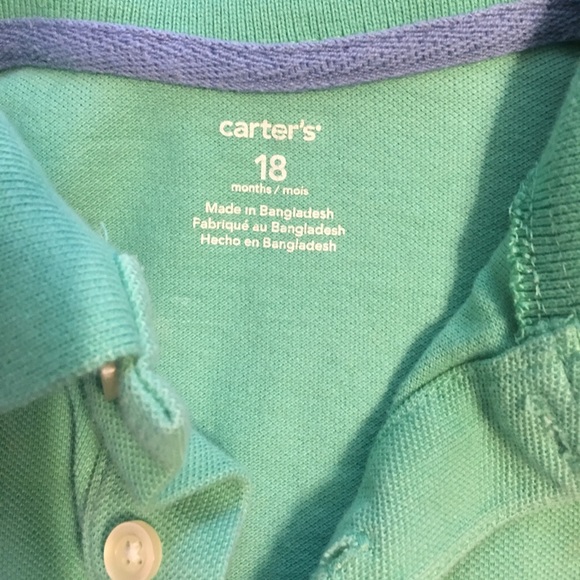 carter's
18
months / mois
Made in Bangladesh
Fabriqué au Bangladesh
Hecho en Bangladesh